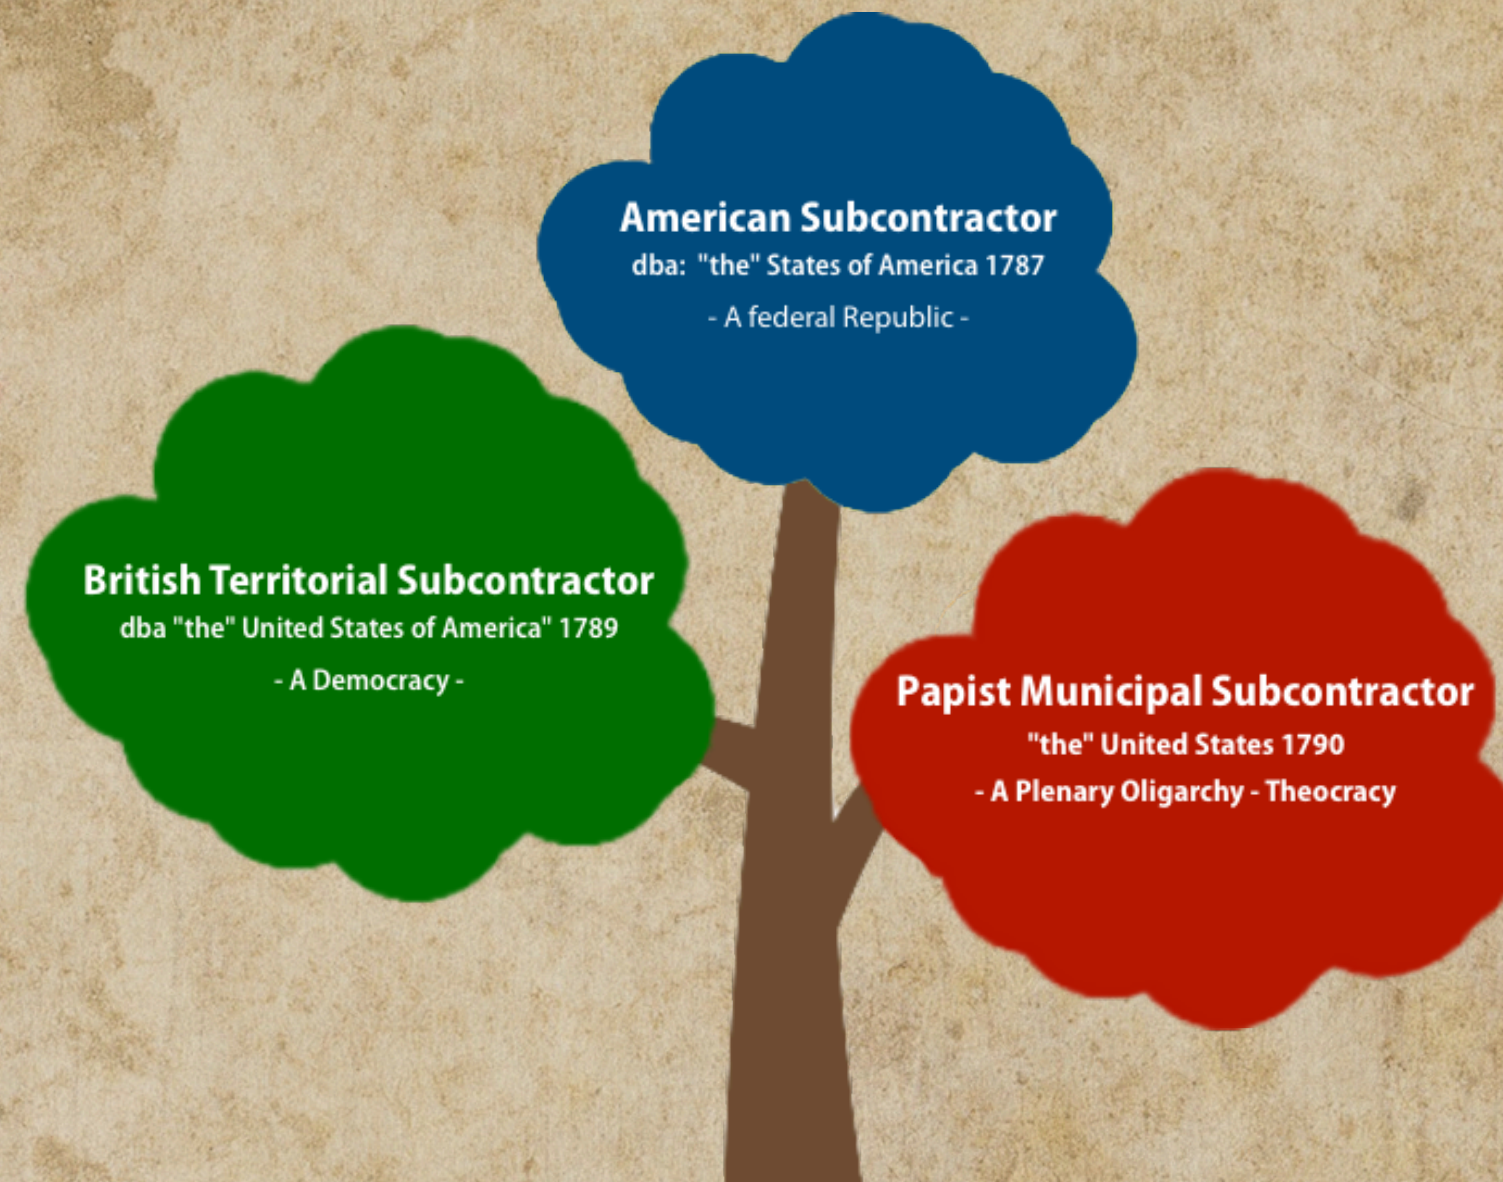 American Subcontractor
dba: "the" States of America 1787
- A federal Republic -
British Territorial Subcontractor
dba "the" United States of America" 1789
- A Democracy -
Papist Municipal Subcontractor
"the" United States 1790
- A Plenary Oligarchy - Theocracy